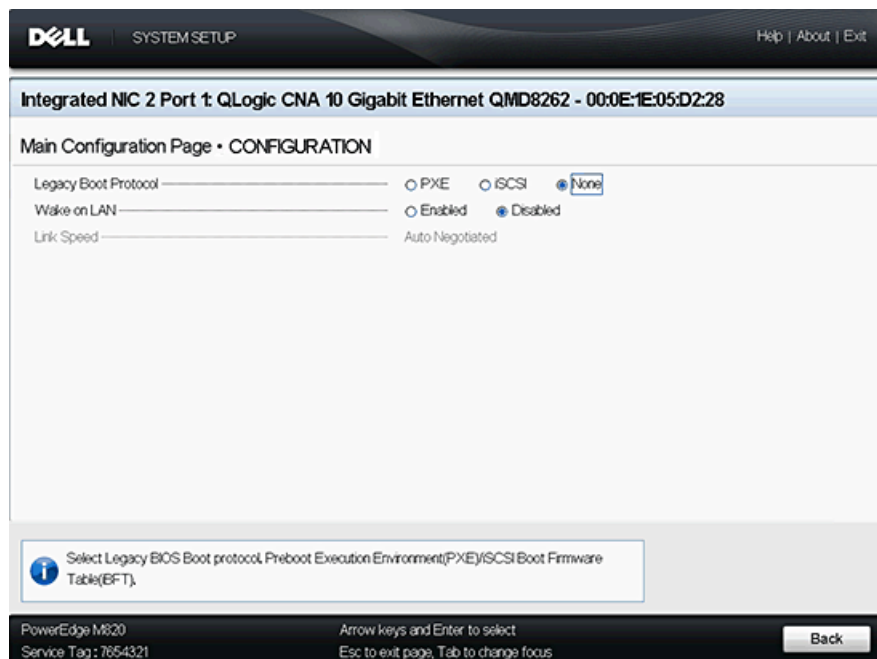 DELL SYSTEM SETUP Help | About | Exit
Integrated NIC 2 Port 1: QLogic CNA 10 Gigabit Ethernet QMD8262 - 00:0E:1E:05:D2:28
Main Configuration Page • CONFIGURATION
Legacy Boot Protocol PXE iSCSI None
Wake on LAN Enabled Disabled
Link Speed Auto Negotiated
Select Legacy BIOS Boot protocol. Preboot Execution Environment(PXE)/iSCSI Boot Firmware
Table(iBFT).
PowerEdge M820 Arrow keys and Enter to select
Service Tag : 7654321 Esc to exit page, Tab to change focus
Back